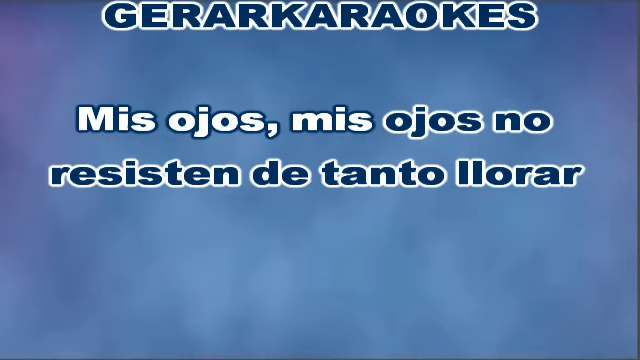 GERARKARAOKES
Mis ojos, mis ojos no
resisten de tanto llorar